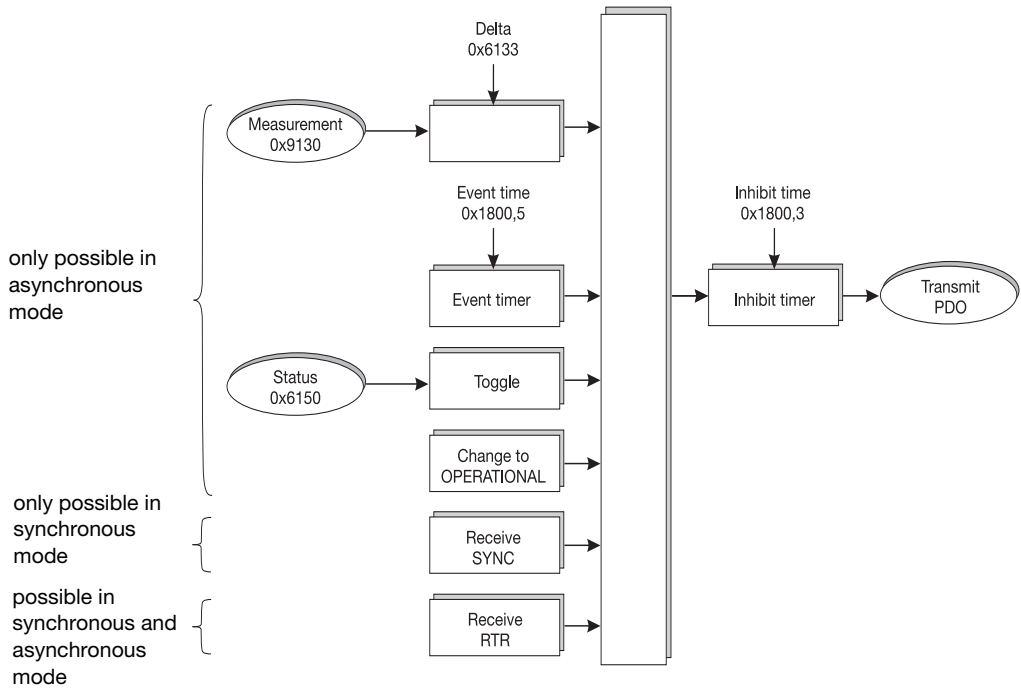 Delta
0x6133
Measurement
0x9130
Event time
0x1800,5
Inhibit time
0x1800,3
only possible in
asynchronous
mode
Event timer
Inhibit timer
Transmit
PDO
Status
0x6150
Toggle
Change to
OPERATIONAL
only possible in
synchronous
mode
Receive
SYNC
possible in
synchronous and
asynchronous
mode
Receive
RTR